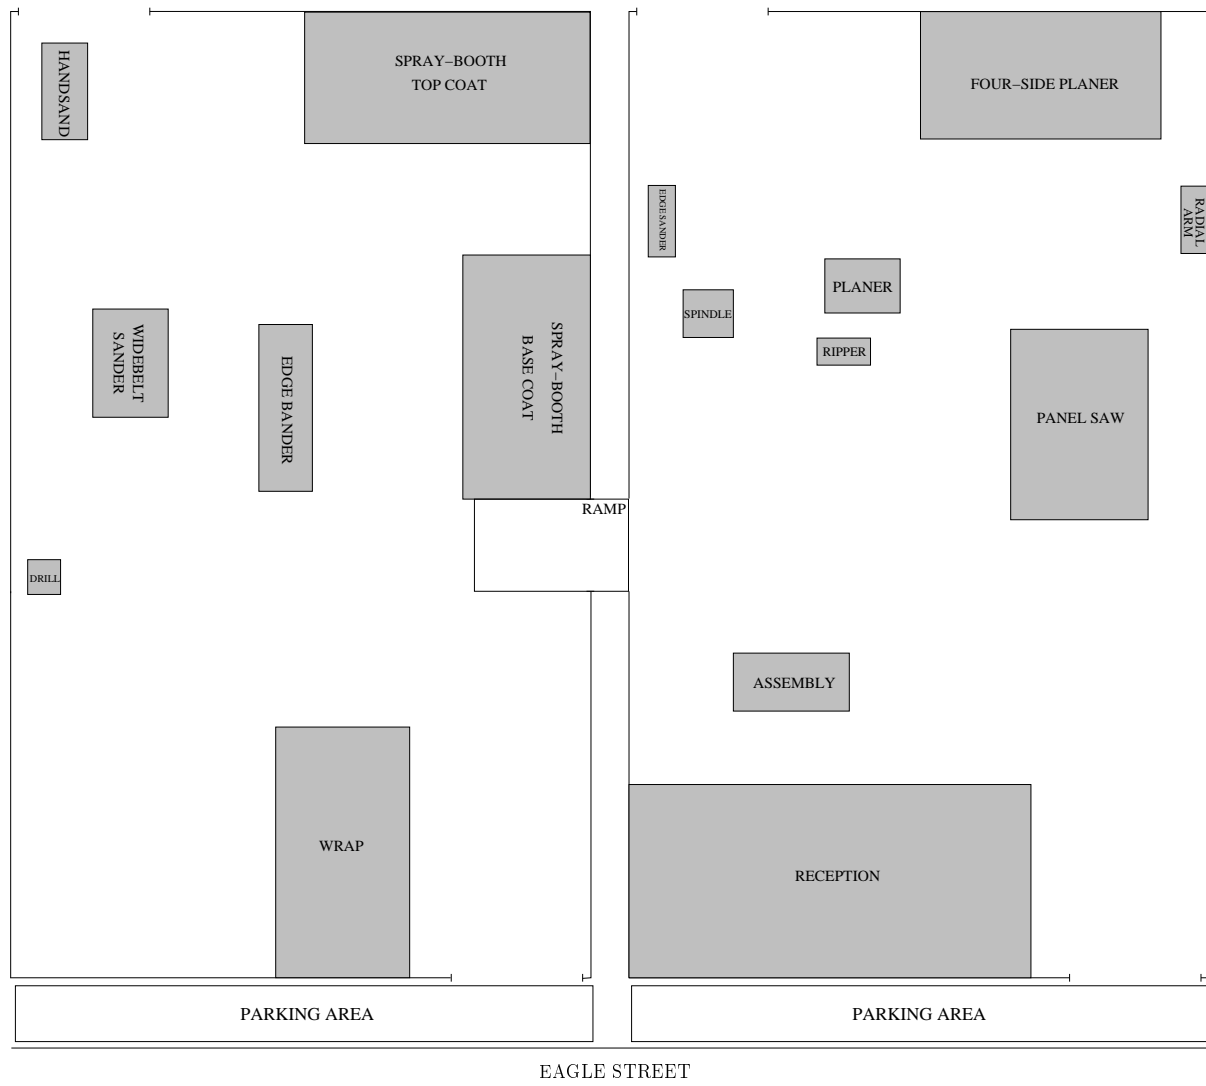 HANDSAND
SPRAY–BOOTH
TOP COAT
FOUR–SIDE PLANER
EDGE SANDER
RADIAL
ARM
PLANER
SPINDLE
RIPPER
WIDEBELT
SANDER
EDGE BANDER
SPRAY–BOOTH
BASE COAT
PANEL SAW
RAMP
DRILL
ASSEMBLY
WRAP
RECEPTION
PARKING AREA
PARKING AREA
EAGLE STREET